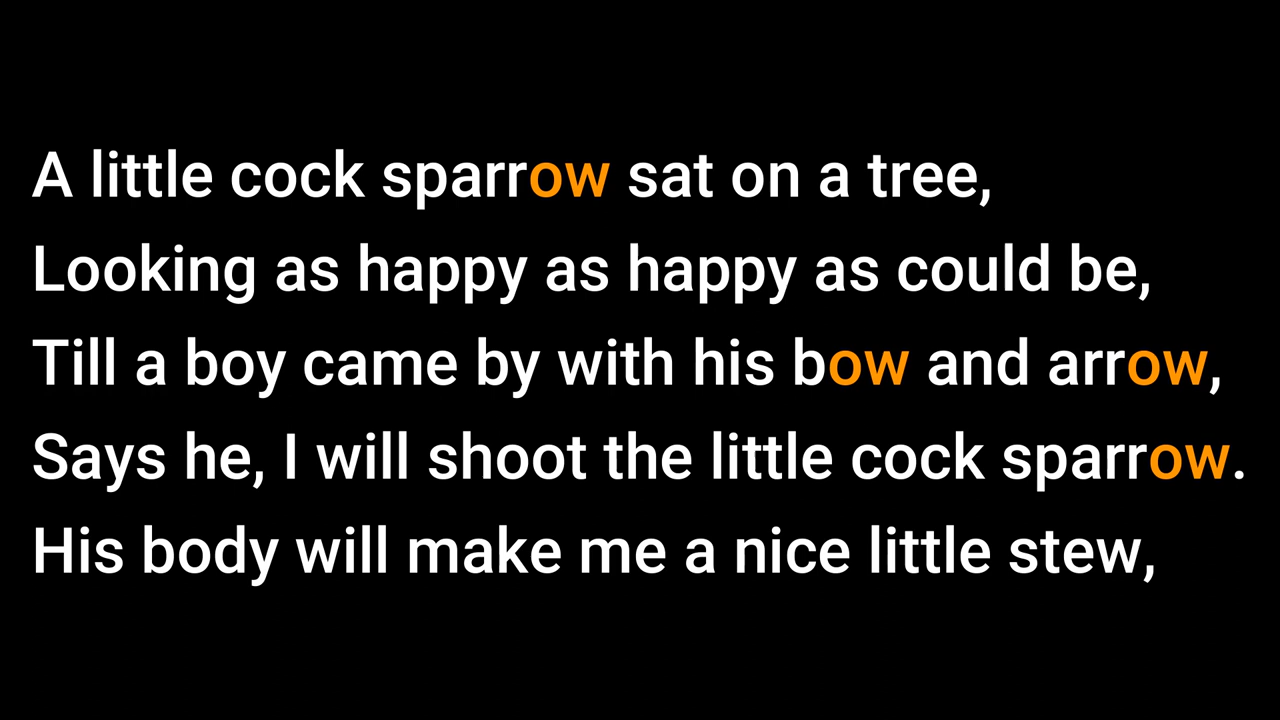 A little cock sparrow sat on a tree,
Looking as happy as happy as could be,
Till a boy came by with his bow and arrow,
Says he, I will shoot the little cock sparrow.
His body will make me a nice little stew,